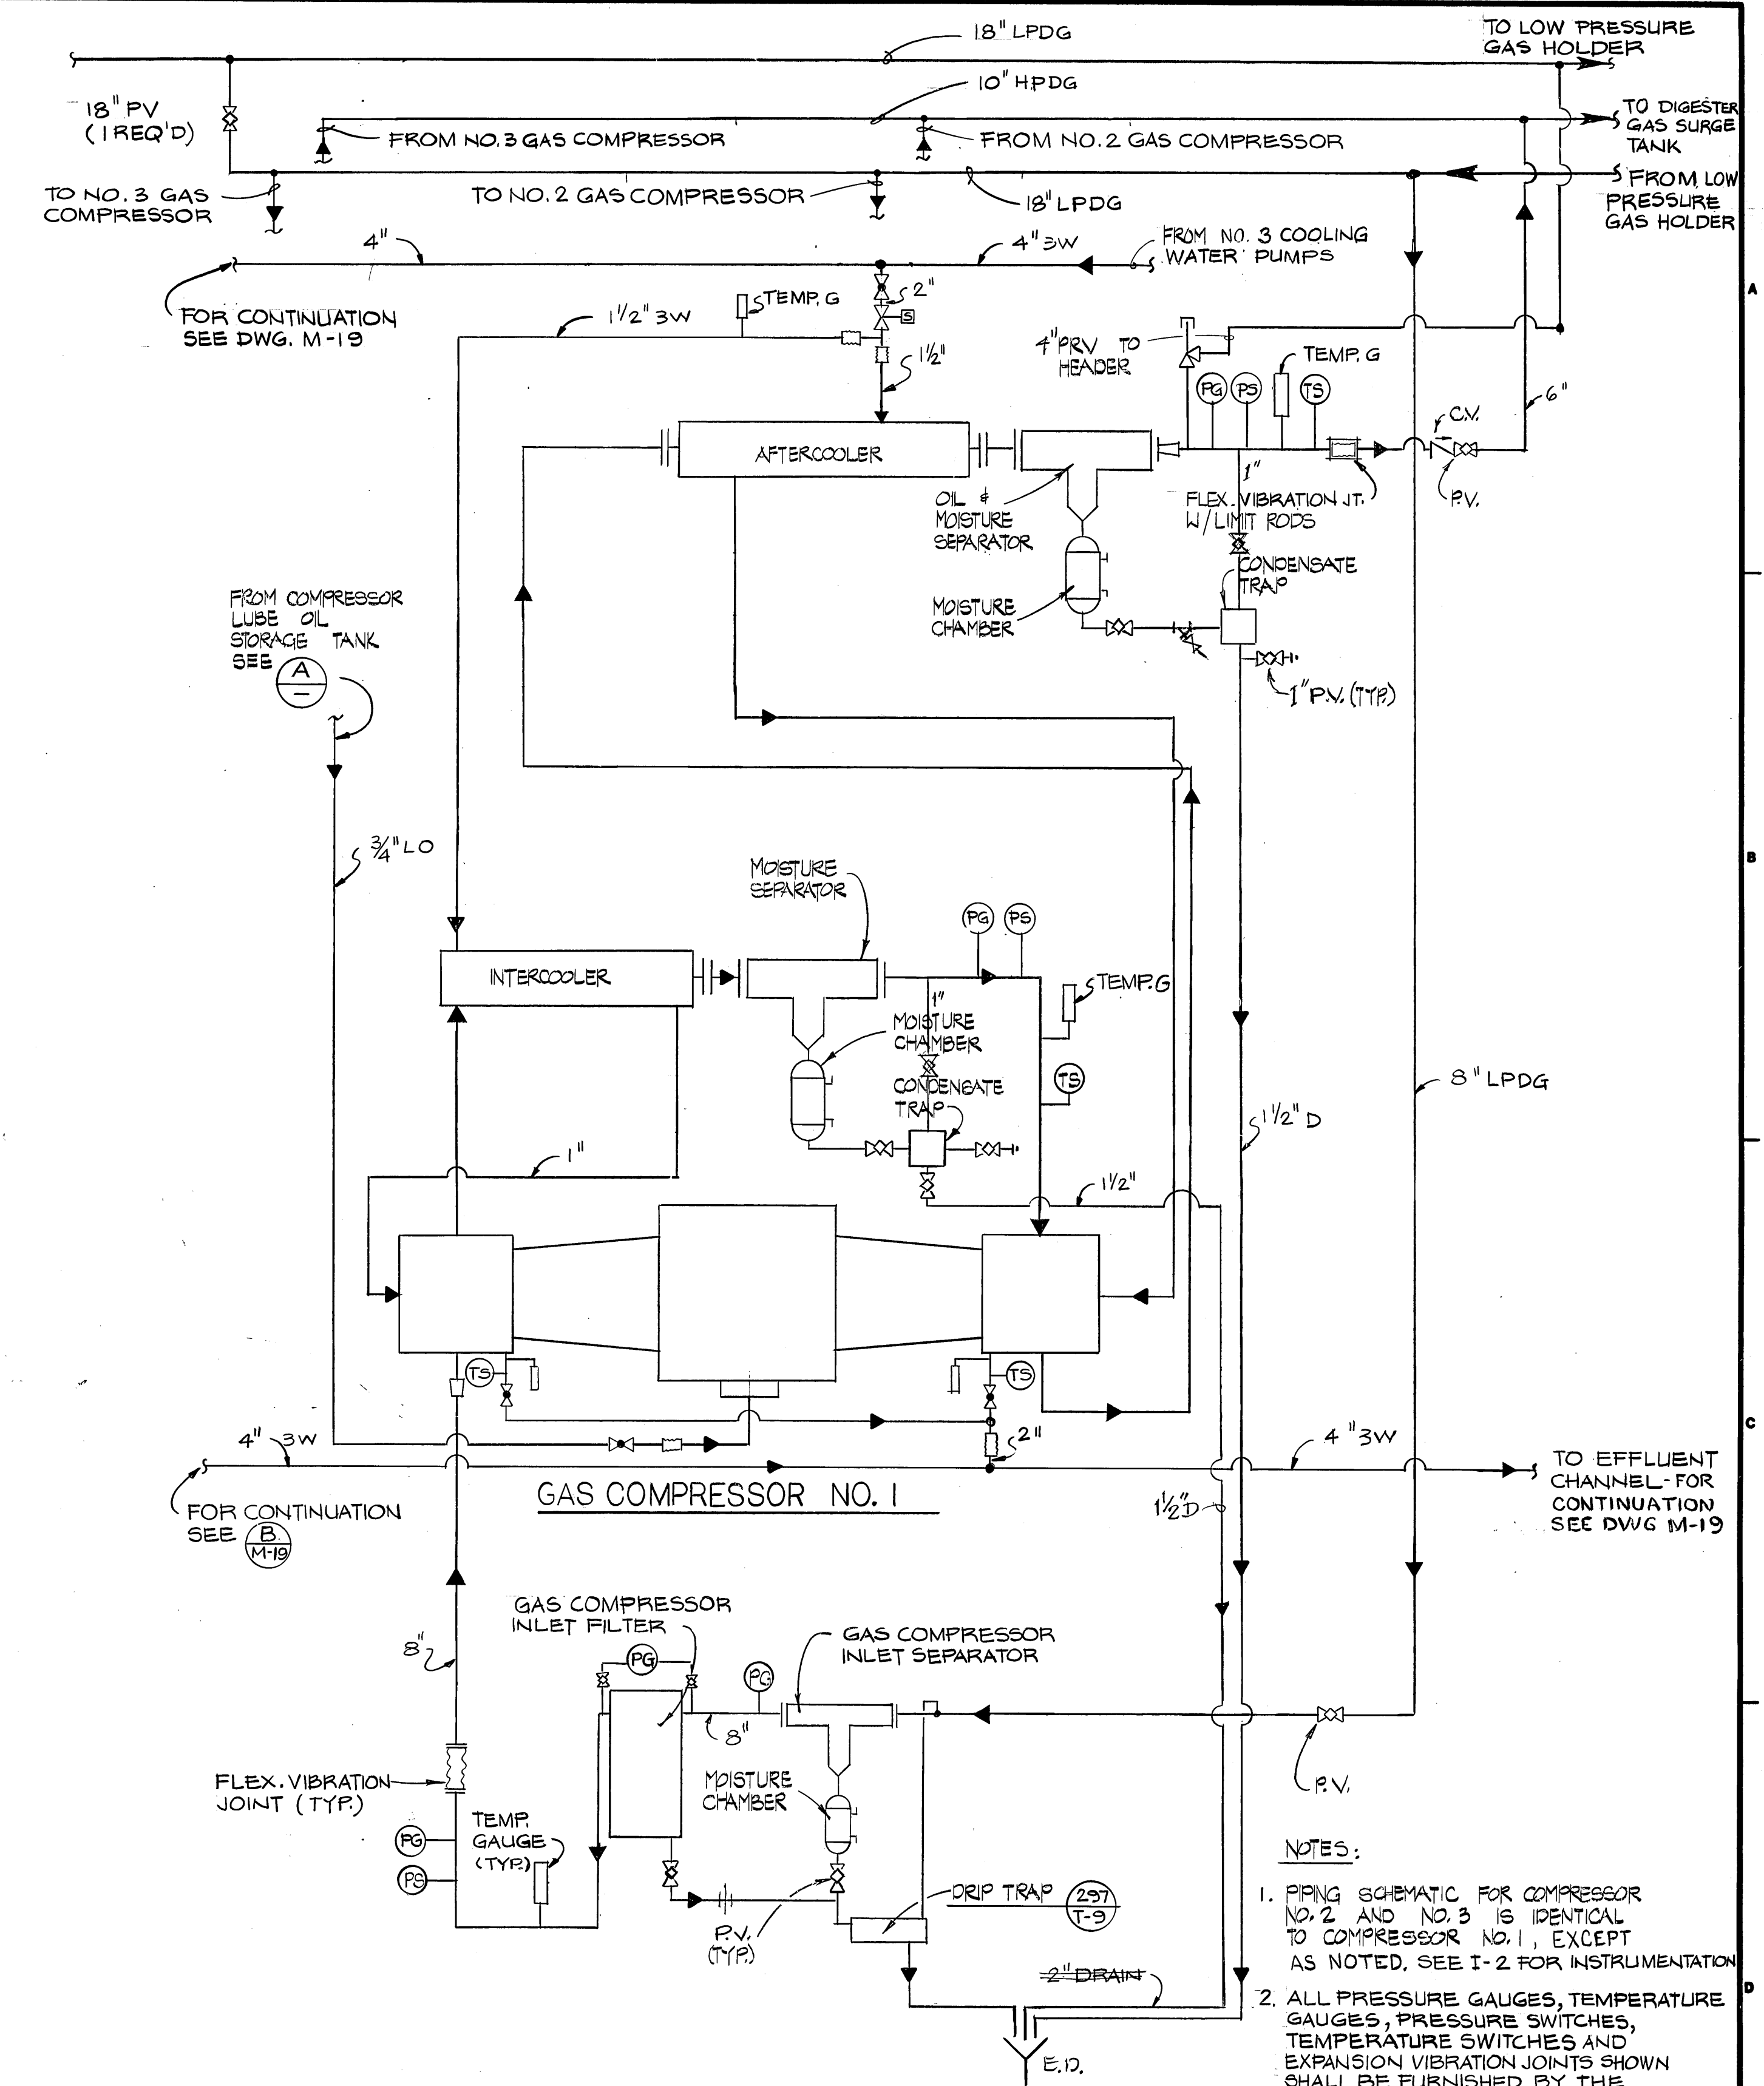 18" LPDG
TO LOW PRESSURE
GAS HOLDER
10" HPDG
18" PV
(1 REQ'D)
FROM NO. 3 GAS COMPRESSOR
FROM NO. 2 GAS COMPRESSOR
TO DIGESTER
GAS SURGE
TANK
TO NO. 3 GAS
COMPRESSOR
TO NO. 2 GAS COMPRESSOR
18" LPDG
FROM LOW
PRESSURE
GAS HOLDER
4"
4" 3W
FROM NO. 3 COOLING
WATER PUMPS
A
FOR CONTINUATION
SEE DWG. M-19
1½" 3W
TEMP. G
2"
S
1½"
4" PRV TO
HEADER
TEMP. G
PG
PS
TS
C.V.
6"
AFTERCOOLER
1"
OIL &
MOISTURE
SEPARATOR
FLEX. VIBRATION JT.
W/LIMIT RODS
P.V.
CONDENSATE
TRAP
FROM COMPRESSOR
LUBE OIL
STORAGE TANK
SEE
A
—
MOISTURE
CHAMBER
1" P.V. (TYP.)
¾" LO
B
MOISTURE
SEPARATOR
PG
PS
INTERCOOLER
TEMP. G
1"
MOISTURE
CHAMBER
TS
CONDENSATE
TRAP
8" LPDG
1½" D
1"
1½"
TS
TS
C
4" 3W
2"
4" 3W
TO EFFLUENT
CHANNEL-FOR
CONTINUATION
SEE DWG M-19
GAS COMPRESSOR NO. 1
FOR CONTINUATION
SEE
B
M-19
1½" D
GAS COMPRESSOR
INLET FILTER
GAS COMPRESSOR
INLET SEPARATOR
8"
PG
PG
8"
FLEX. VIBRATION
JOINT (TYP.)
MOISTURE
CHAMBER
P.V.
TEMP.
GAUGE
(TYP.)
PG
PS
NOTES:
DRIP TRAP
297
T-9
P.V.
(TYP.)
1. PIPING SCHEMATIC FOR COMPRESSOR
NO. 2 AND NO. 3 IS IDENTICAL
TO COMPRESSOR NO. 1, EXCEPT
AS NOTED. SEE I-2 FOR INSTRUMENTATION
2" DRAIN
D
2. ALL PRESSURE GAUGES, TEMPERATURE
GAUGES, PRESSURE SWITCHES,
TEMPERATURE SWITCHES AND
EXPANSION VIBRATION JOINTS SHOWN
SHALL BE FURNISHED BY THE
E.D.